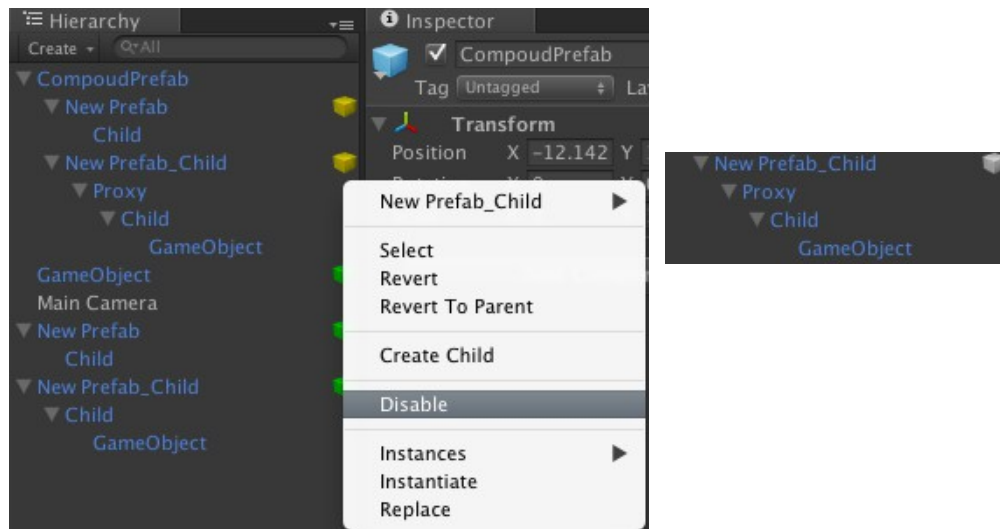 Hierarchy
Create
All
CompoudPrefab
New Prefab
Child
New Prefab_Child
Proxy
Child
GameObject
GameObject
Main Camera
New Prefab
Child
New Prefab_Child
Child
GameObject
Inspector
CompoudPrefab
Tag Untagged
Transform
Position X -12.142 Y
New Prefab_Child
Select
Revert
Revert To Parent
Create Child
Disable
Instances
Instantiate
Replace
New Prefab_Child
Proxy
Child
GameObject